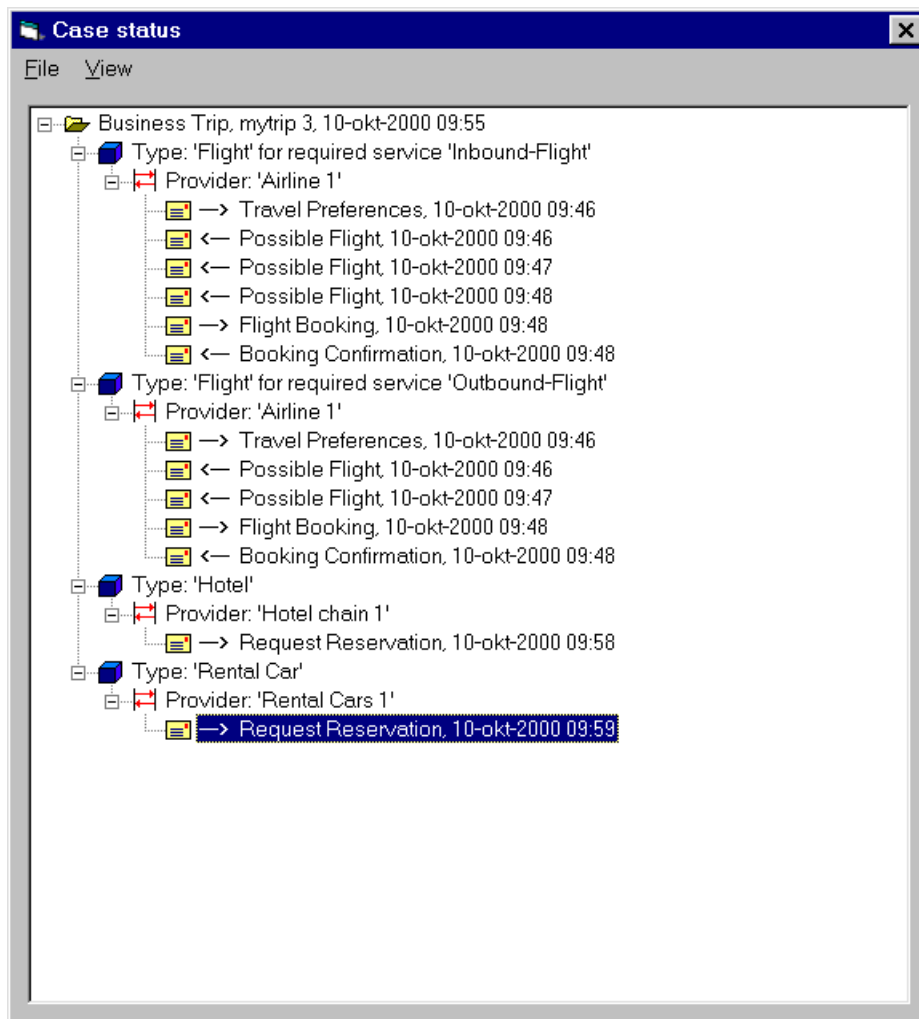 Case status
File View
Business Trip, mytrip 3, 10-okt-2000 09:55
Type: 'Flight' for required service 'Inbound-Flight'
Provider: 'Airline 1'
—> Travel Preferences, 10-okt-2000 09:46
<— Possible Flight, 10-okt-2000 09:46
<— Possible Flight, 10-okt-2000 09:47
<— Possible Flight, 10-okt-2000 09:48
—> Flight Booking, 10-okt-2000 09:48
<— Booking Confirmation, 10-okt-2000 09:48
Type: 'Flight' for required service 'Outbound-Flight'
Provider: 'Airline 1'
—> Travel Preferences, 10-okt-2000 09:46
<— Possible Flight, 10-okt-2000 09:46
<— Possible Flight, 10-okt-2000 09:47
—> Flight Booking, 10-okt-2000 09:48
<— Booking Confirmation, 10-okt-2000 09:48
Type: 'Hotel'
Provider: 'Hotel chain 1'
—> Request Reservation, 10-okt-2000 09:58
Type: 'Rental Car'
Provider: 'Rental Cars 1'
—> Request Reservation, 10-okt-2000 09:59